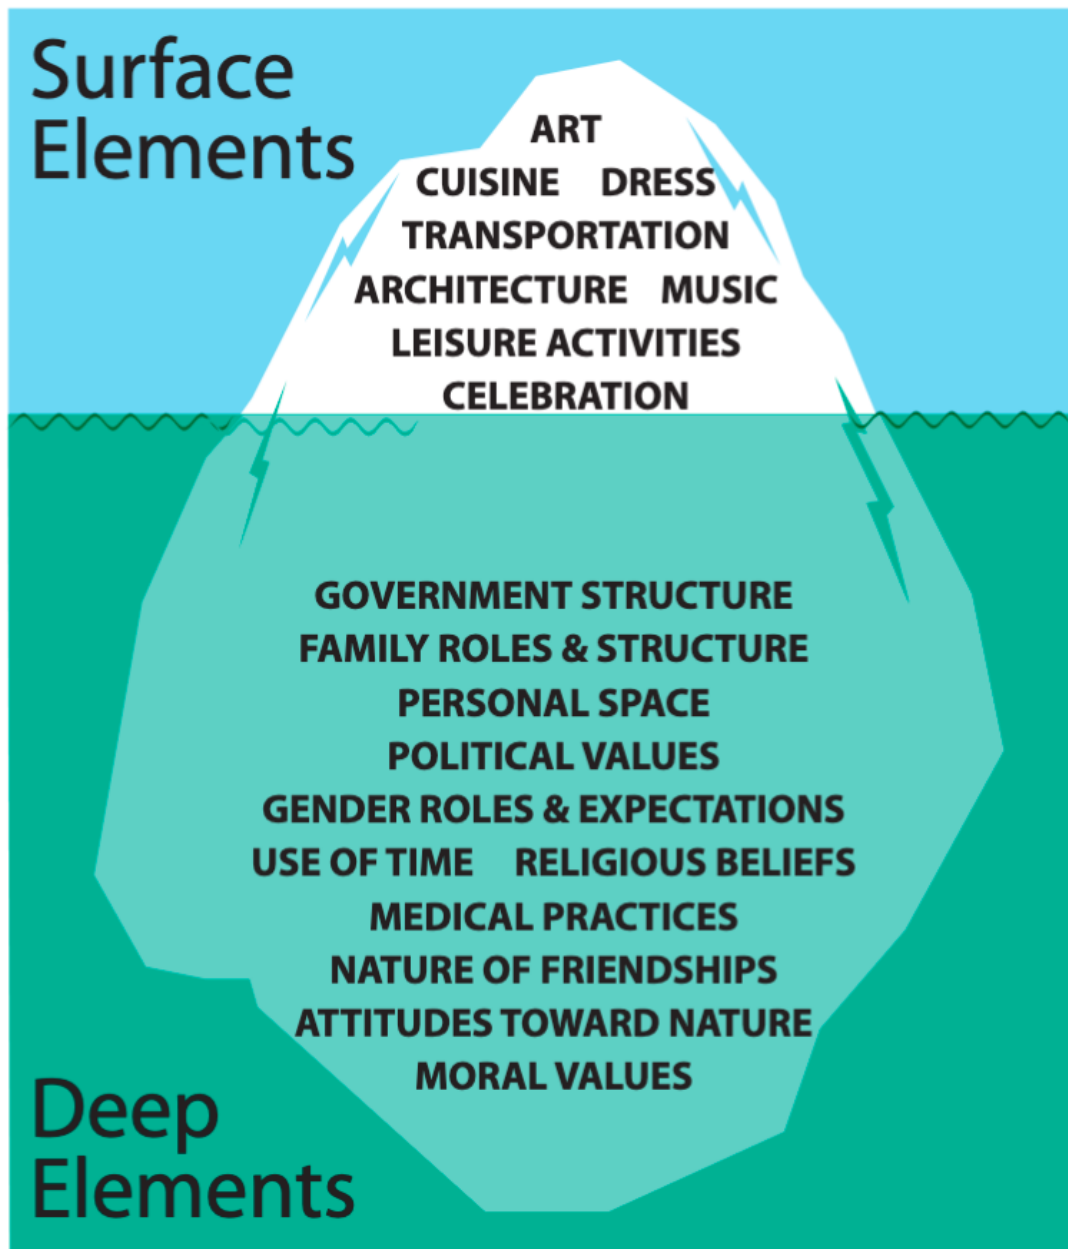 Surface
Elements
ART
CUISINE DRESS
TRANSPORTATION
ARCHITECTURE MUSIC
LEISURE ACTIVITIES
CELEBRATION
GOVERNMENT STRUCTURE
FAMILY ROLES & STRUCTURE
PERSONAL SPACE
POLITICAL VALUES
GENDER ROLES & EXPECTATIONS
USE OF TIME RELIGIOUS BELIEFS
MEDICAL PRACTICES
NATURE OF FRIENDSHIPS
ATTITUDES TOWARD NATURE
MORAL VALUES
Deep
Elements